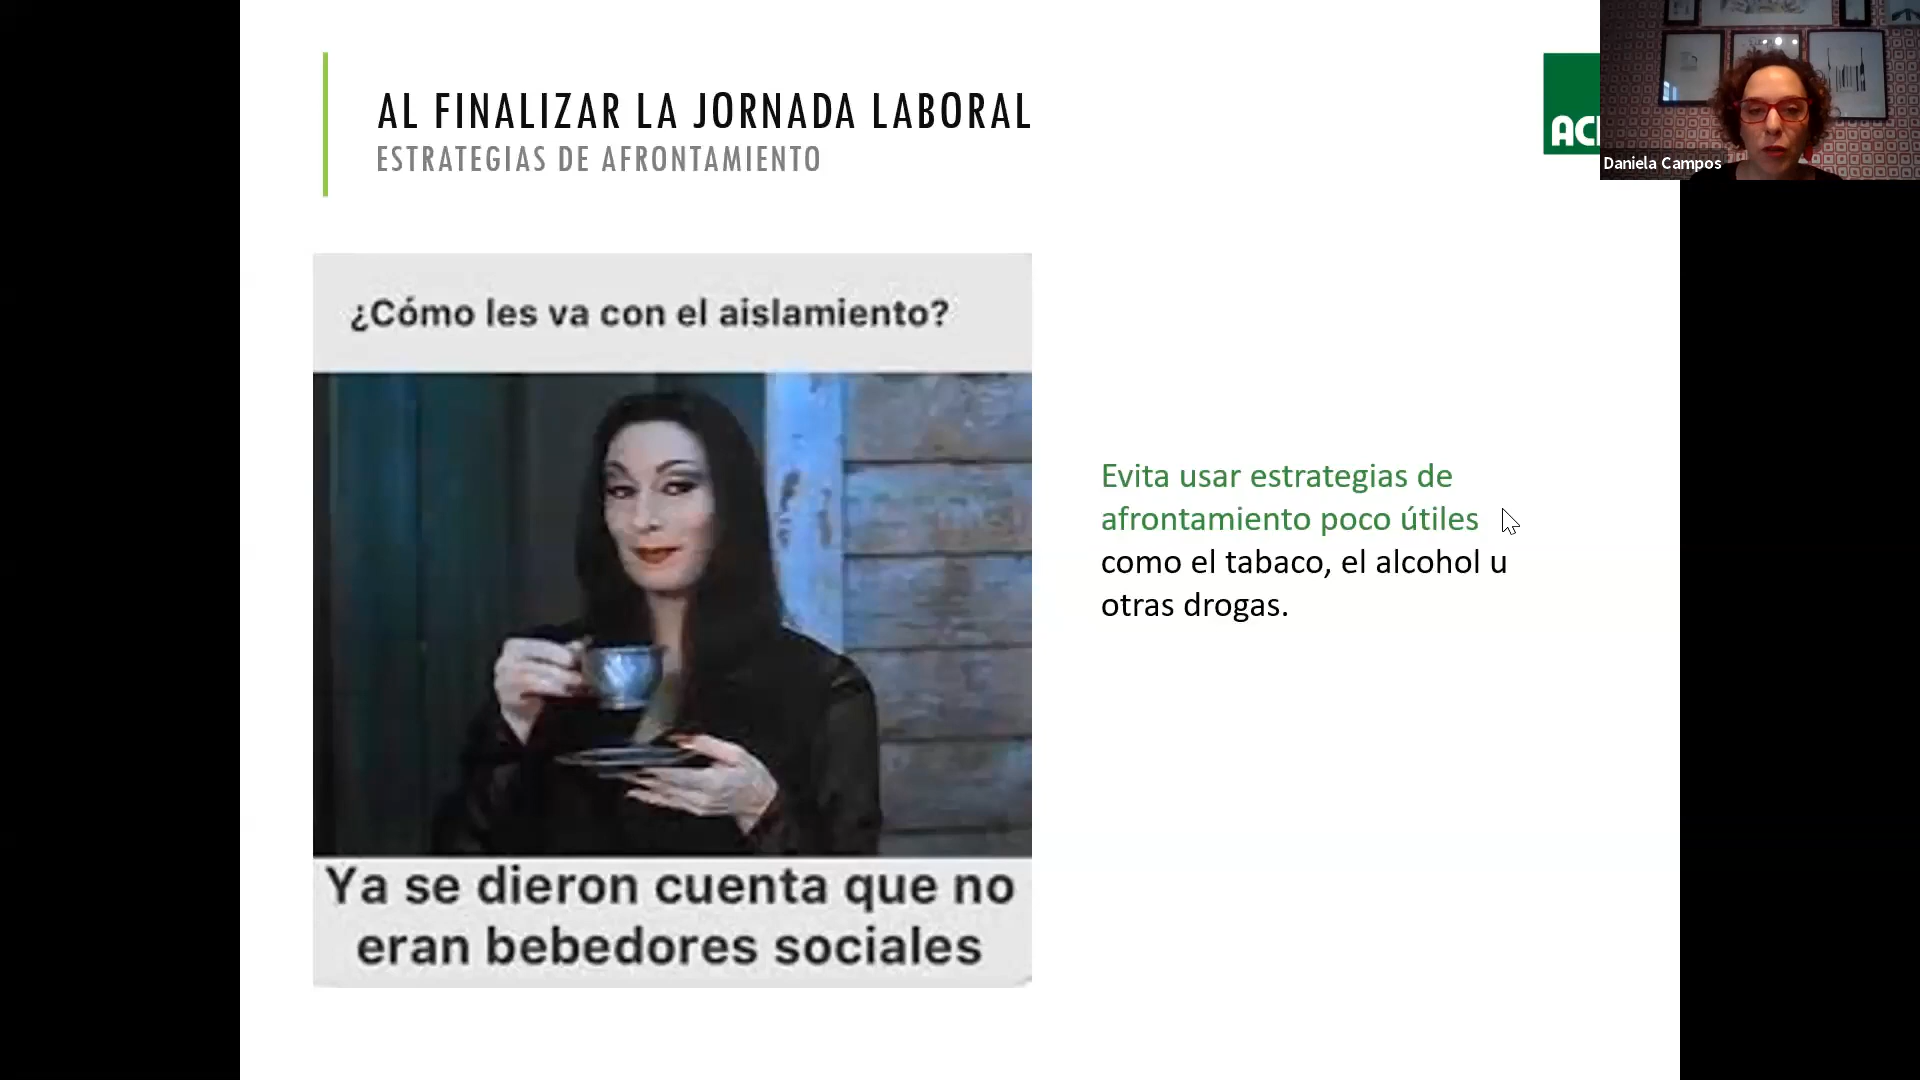 AL FINALIZAR LA JORNADA LABORAL
ESTRATEGIAS DE AFRONTAMIENTO
AC
Daniela Campos
¿Cómo les va con el aislamiento?
Ya se dieron cuenta que no
eran bebedores sociales
Evita usar estrategias de
afrontamiento poco útiles
como el tabaco, el alcohol u
otras drogas.